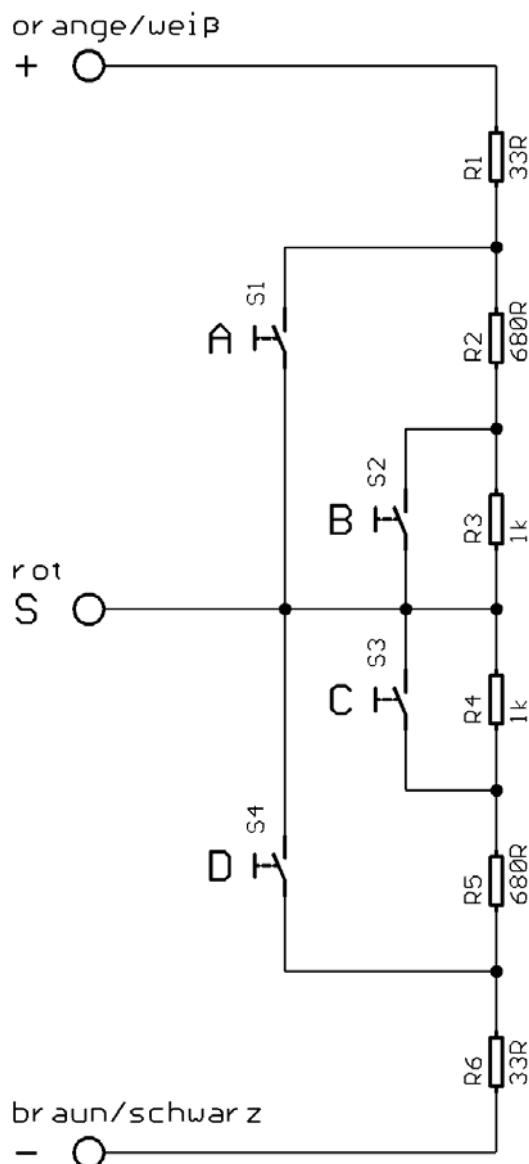 orange/weiß
+
R1 33R
S1
A
R2 680R
S2
B
R3 1k
rot
S
S3
C
R4 1k
S4
D
R5 680R
R6 33R
braun/schwarz
-